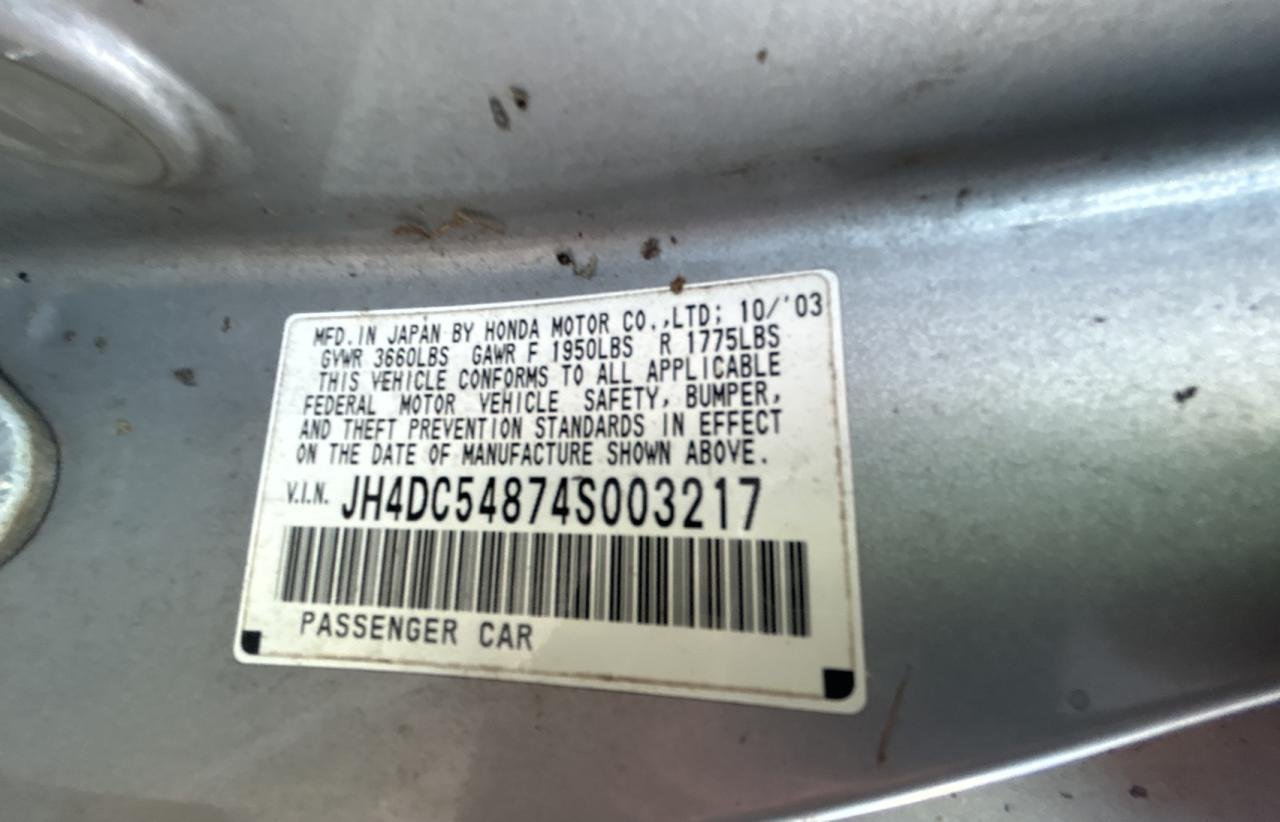 MFD. IN JAPAN BY HONDA MOTOR CO.,LTD; 10/'03
GVWR 3660LBS GAWR F 1950LBS R 1775LBS
THIS VEHICLE CONFORMS TO ALL APPLICABLE
FEDERAL MOTOR VEHICLE SAFETY, BUMPER,
AND THEFT PREVENTION STANDARDS IN EFFECT
ON THE DATE OF MANUFACTURE SHOWN ABOVE.
V.I.N. JH4DC54874S003217
PASSENGER CAR